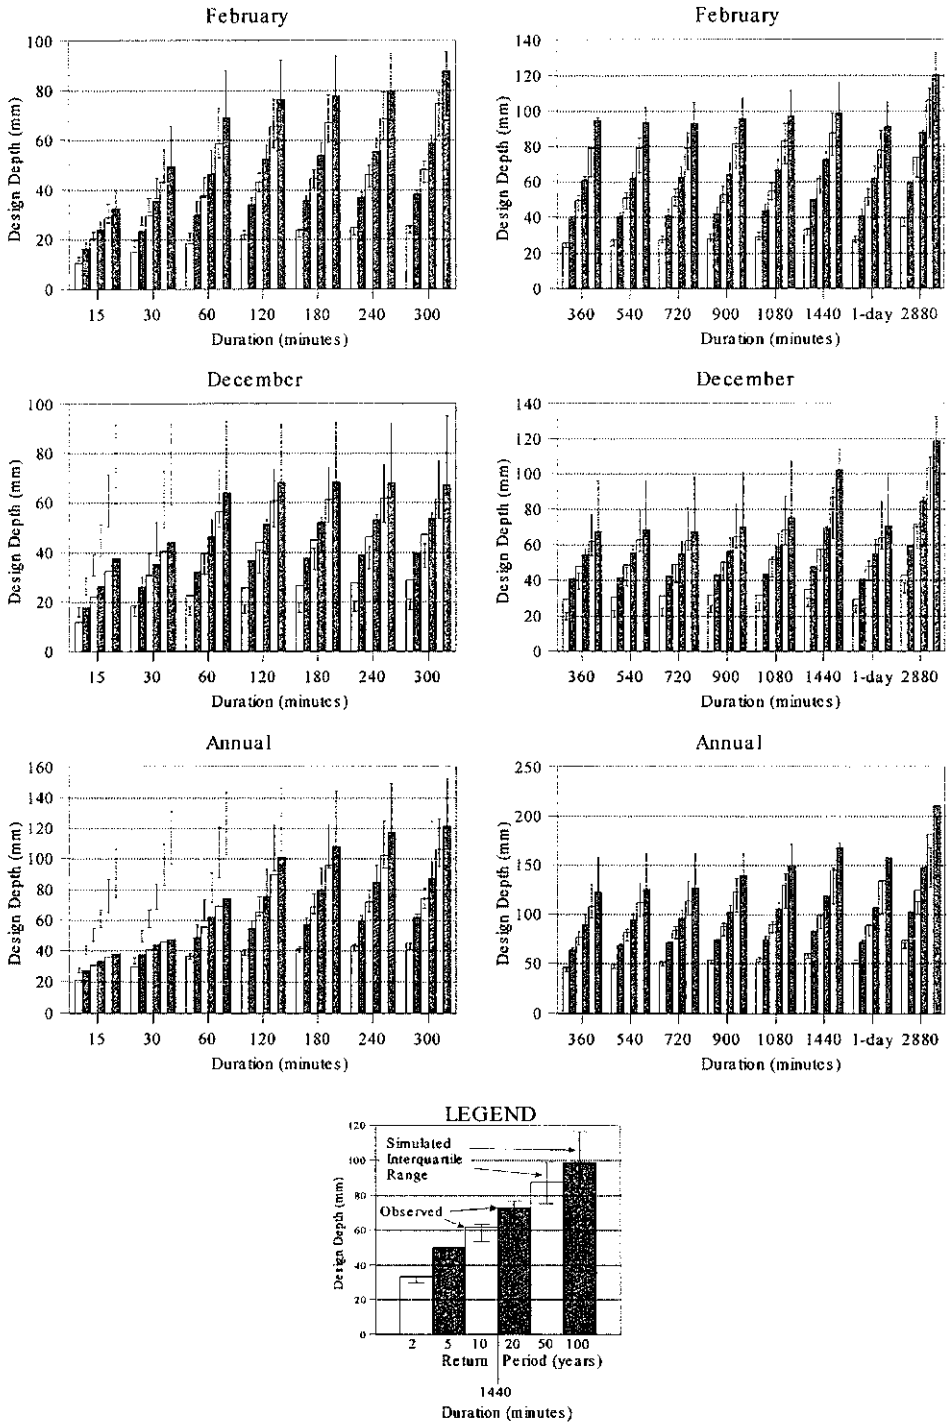 February
February
Design Depth (mm)
100
80
60
40
20
0
15 30 60 120 180 240 300
Duration (minutes)
Design Depth (mm)
140
120
100
80
60
40
20
0
360 540 720 900 1080 1440 1-day 2880
Duration (minutes)
December
December
Design Depth (mm)
100
80
60
40
20
0
15 30 60 120 180 240 300
Duration (minutes)
Design Depth (mm)
140
120
100
80
60
40
20
0
360 540 720 900 1080 1440 1-day 2880
Duration (minutes)
Annual
Annual
Design Depth (mm)
160
140
120
100
80
60
40
20
0
15 30 60 120 180 240 300
Duration (minutes)
Design Depth (mm)
250
200
150
100
50
0
360 540 720 900 1080 1440 1-day 2880
Duration (minutes)
LEGEND
Design Depth (mm)
120
100
80
60
40
20
0
Simulated
Interquartile
Range
Observed
2 5 10 20 50 100
Return Period (years)
1440
Duration (minutes)